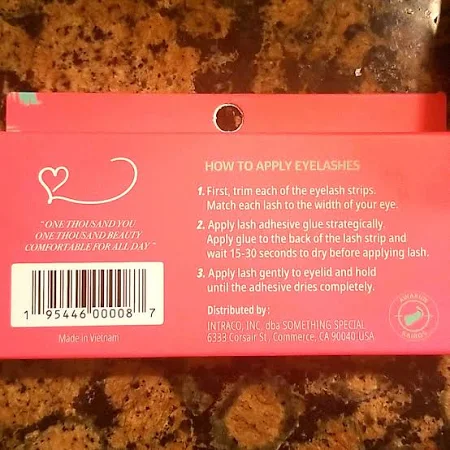 "ONE THOUSAND YOU
ONE THOUSAND BEAUTY
COMFORTABLE FOR ALL DAY"
1 95446 00008 7
Made in Vietnam
HOW TO APPLY EYELASHES
1. First, trim each of the eyelash strips.
Match each lash to the width of your eye.
2. Apply lash adhesive glue strategically.
Apply glue to the back of the lash strip and
wait 15-30 seconds to dry before applying lash.
3. Apply lash gently to eyelid and hold
until the adhesive dries completely.
Distributed by:
INTRACO, INC. dba SOMETHING SPECIAL
6333 Corsair St., Commerce, CA 90040 USA